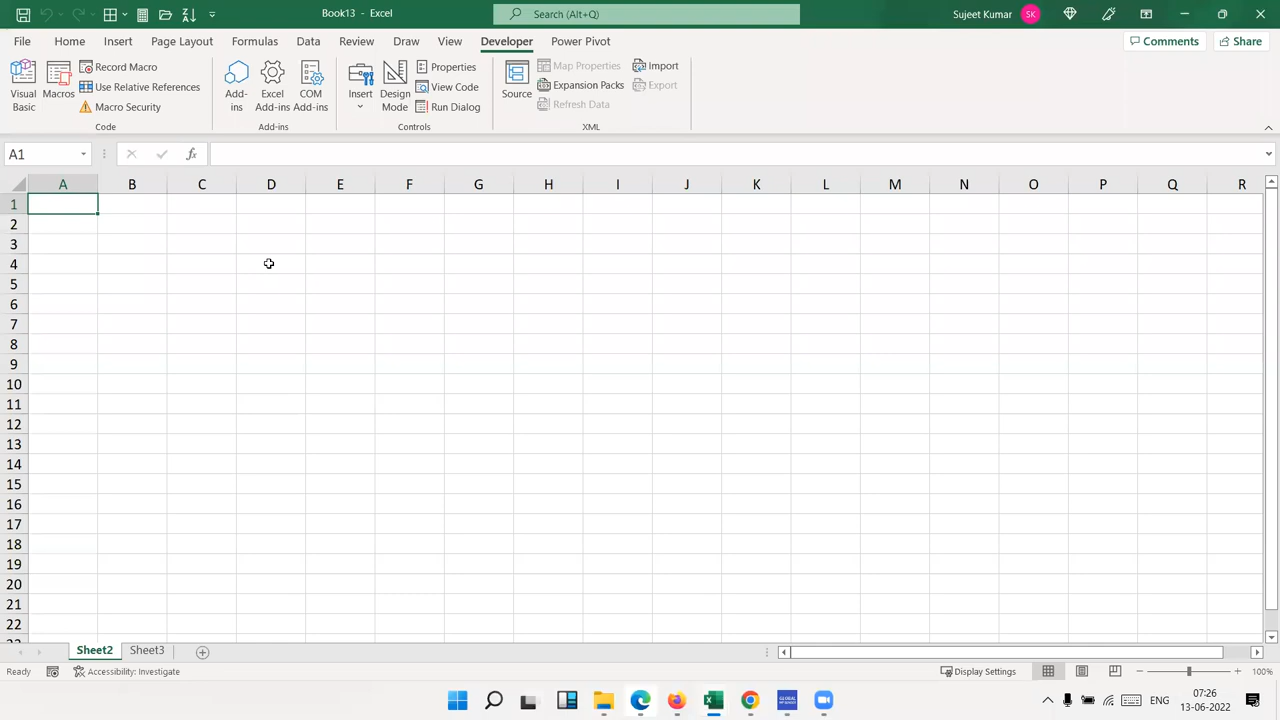 Book13 - Excel
Search (Alt+Q)
Sujeet Kumar
SK
File Home Insert Page Layout Formulas Data Review Draw View Developer Power Pivot
Comments
Share
Visual Basic
Macros
Record Macro
Use Relative References
Macro Security
Code
Add-ins
Excel Add-ins
COM Add-ins
Add-ins
Insert
Design Mode
Properties
View Code
Run Dialog
Controls
Source
Map Properties
Expansion Packs
Refresh Data
Import
Export
XML
A1
fx
A B C D E F G H I J K L M N O P Q R
1
2
3
4
5
6
7
8
9
10
11
12
13
14
15
16
17
18
19
20
21
22
Sheet2 Sheet3
Ready
Accessibility: Investigate
Display Settings
100%
ENG
07:26
13-06-2022